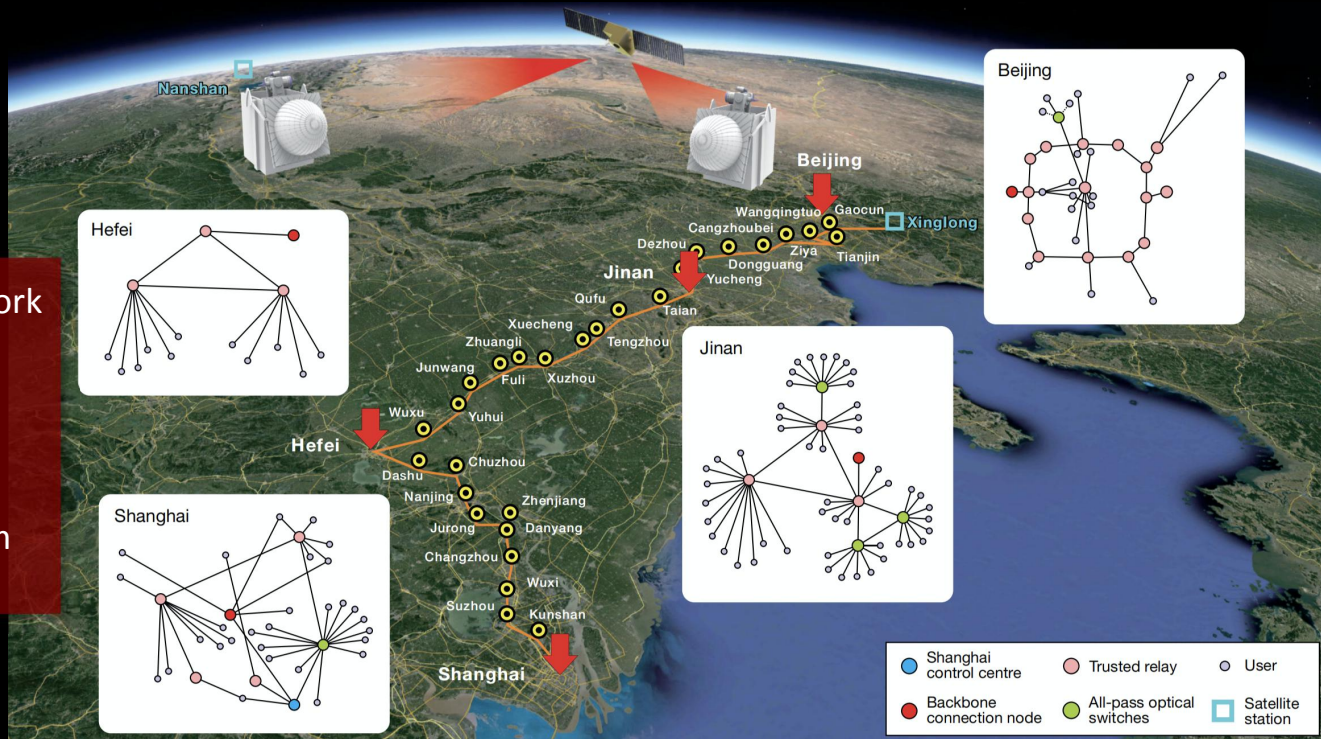 Nanshan
Beijing
Wangqingtuo
Gaocun
Cangzhoubei
Xinglong
Dezhou
Ziya
Tianjin
Dongguang
Jinan
Yucheng
Qufu
Taian
Xuecheng
Tengzhou
Zhuangli
Junwang
Fuli
Xuzhou
Wuxu
Yuhui
Hefei
Chuzhou
Dashu
Nanjing
Zhenjiang
Jurong
Danyang
Changzhou
Wuxi
Suzhou
Kunshan
Shanghai
Hefei
Shanghai
Beijing
Jinan
ork
n
Shanghai
control centre
Trusted relay
User
Backbone
connection node
All-pass optical
switches
Satellite
station